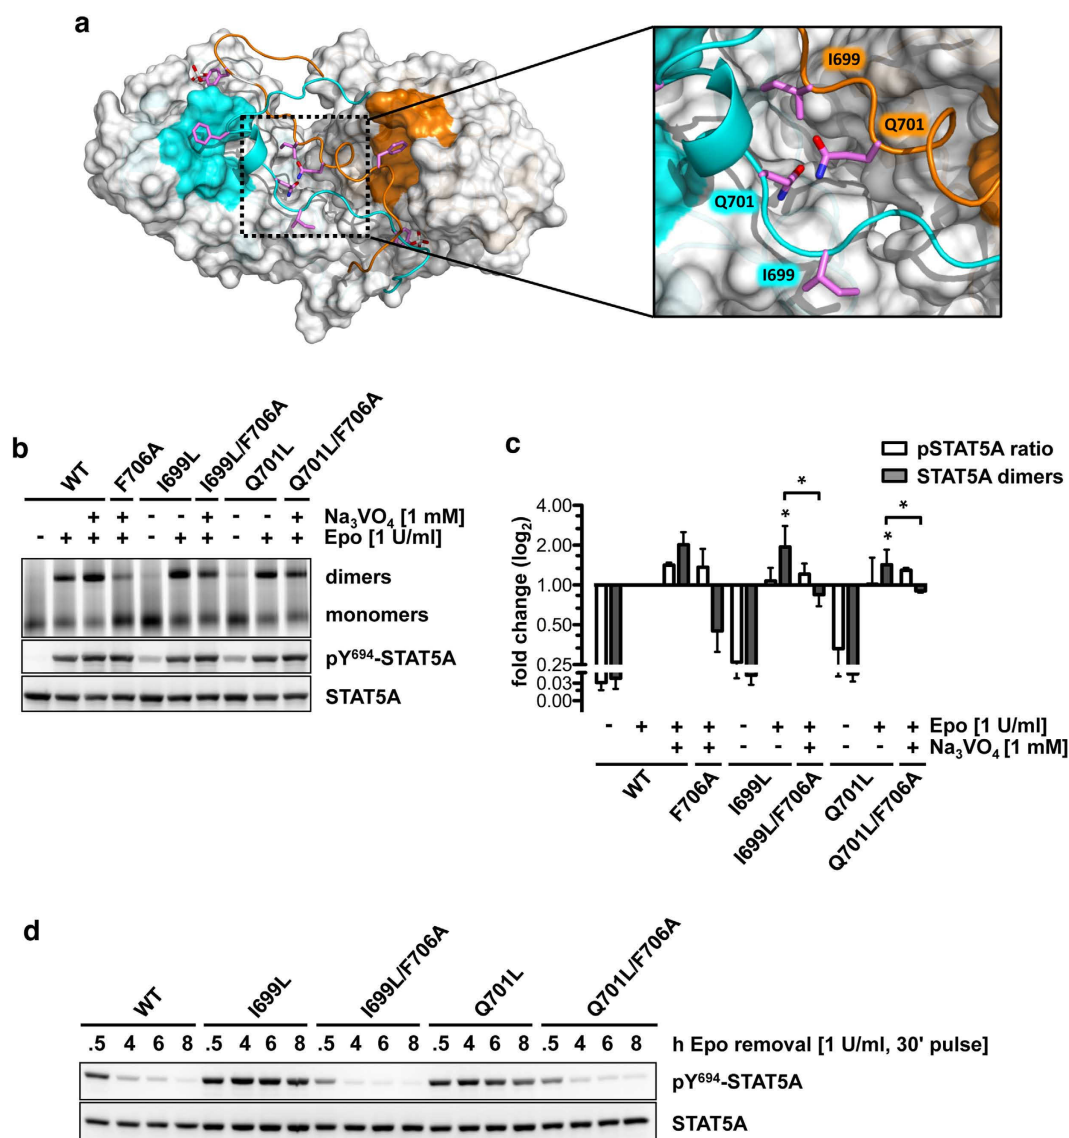 a
I699
Q701
Q701
I699
b
WT
F706A
I699L
I699L/F706A
Q701L
Q701L/F706A
+ + - - + - - + Na₃VO₄ [1 mM]
- + + + - + + - + + Epo [1 U/ml]
dimers
monomers
pY⁶⁹⁴-STAT5A
STAT5A
c
pSTAT5A ratio
STAT5A dimers
fold change (log₂)
4.00
2.00
1.00
0.50
0.25
0.03
0.00
* *
* *
- + + + - + + - + + Epo [1 U/ml]
+ + + + Na₃VO₄ [1 mM]
WT
F706A
I699L
I699L/F706A
Q701L
Q701L/F706A
d
WT
I699L
I699L/F706A
Q701L
Q701L/F706A
.5 4 6 8 .5 4 6 8 .5 4 6 8 .5 4 6 8 .5 4 6 8 h Epo removal [1 U/ml, 30' pulse]
pY⁶⁹⁴-STAT5A
STAT5A